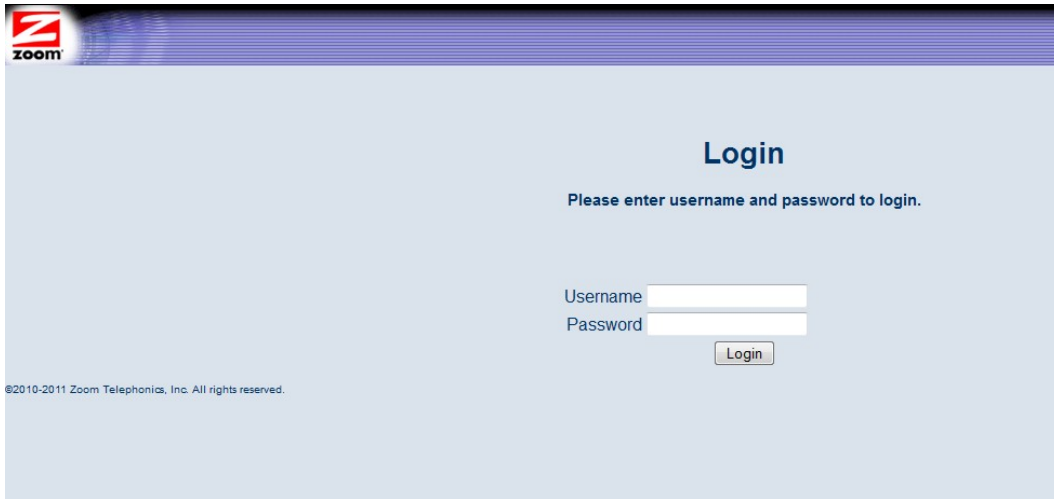 zoom
Login
Please enter username and password to login.
Username
Password
Login
©2010-2011 Zoom Telephonics, Inc. All rights reserved.